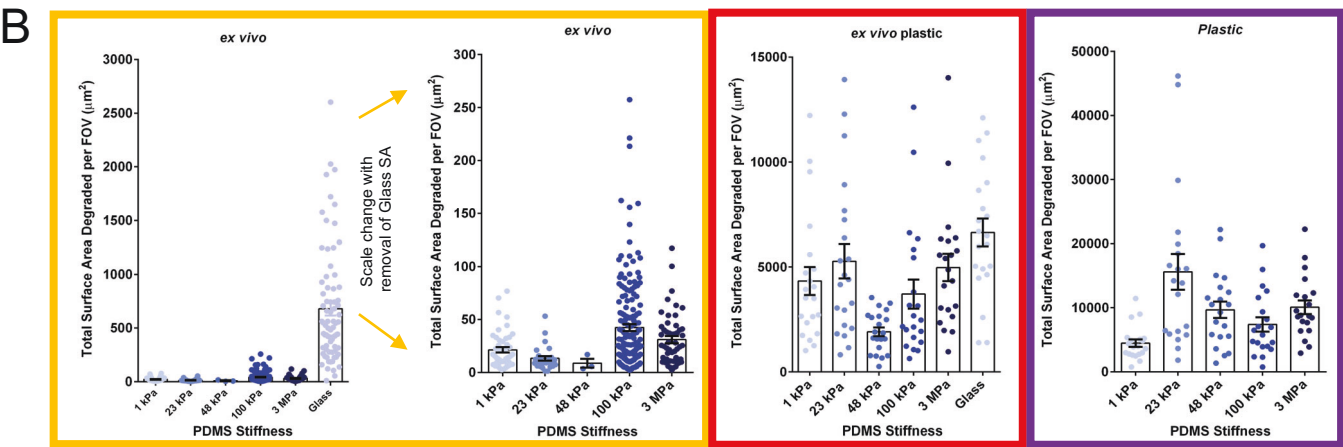 B
ex vivo
Total Surface Area Degraded per FOV (μm²)
3000
2500
2000
1500
1000
500
0
1 kPa
23 kPa
48 kPa
100 kPa
3 MPa
Glass
PDMS Stiffness
Scale change with
removal of Glass SA
ex vivo
Total Surface Area Degraded per FOV (μm²)
300
250
200
150
100
50
0
1 kPa
23 kPa
48 kPa
100 kPa
3 MPa
PDMS Stiffness
ex vivo plastic
Total Surface Area Degraded per FOV (μm²)
15000
10000
5000
0
1 kPa
23 kPa
48 kPa
100 kPa
3 MPa
Glass
PDMS Stiffness
Plastic
Total Surface Area Degraded per FOV (μm²)
50000
40000
30000
20000
10000
0
1 kPa
23 kPa
48 kPa
100 kPa
3 MPa
PDMS Stiffness